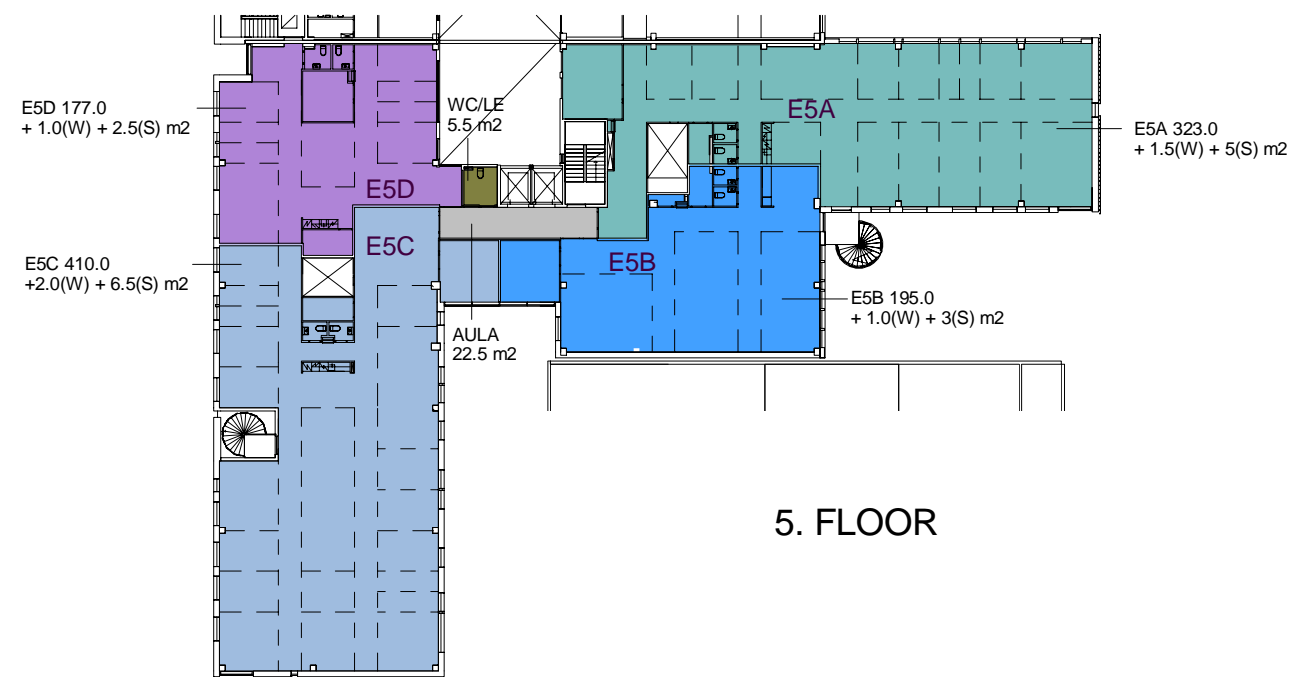 E5D 177.0
+ 1.0(W) + 2.5(S) m2
WC/LE
5.5 m2
E5A
E5A 323.0
+ 1.5(W) + 5(S) m2
E5D
E5C
E5B
E5C 410.0
+2.0(W) + 6.5(S) m2
E5B 195.0
+ 1.0(W) + 3(S) m2
AULA
22.5 m2
5. FLOOR